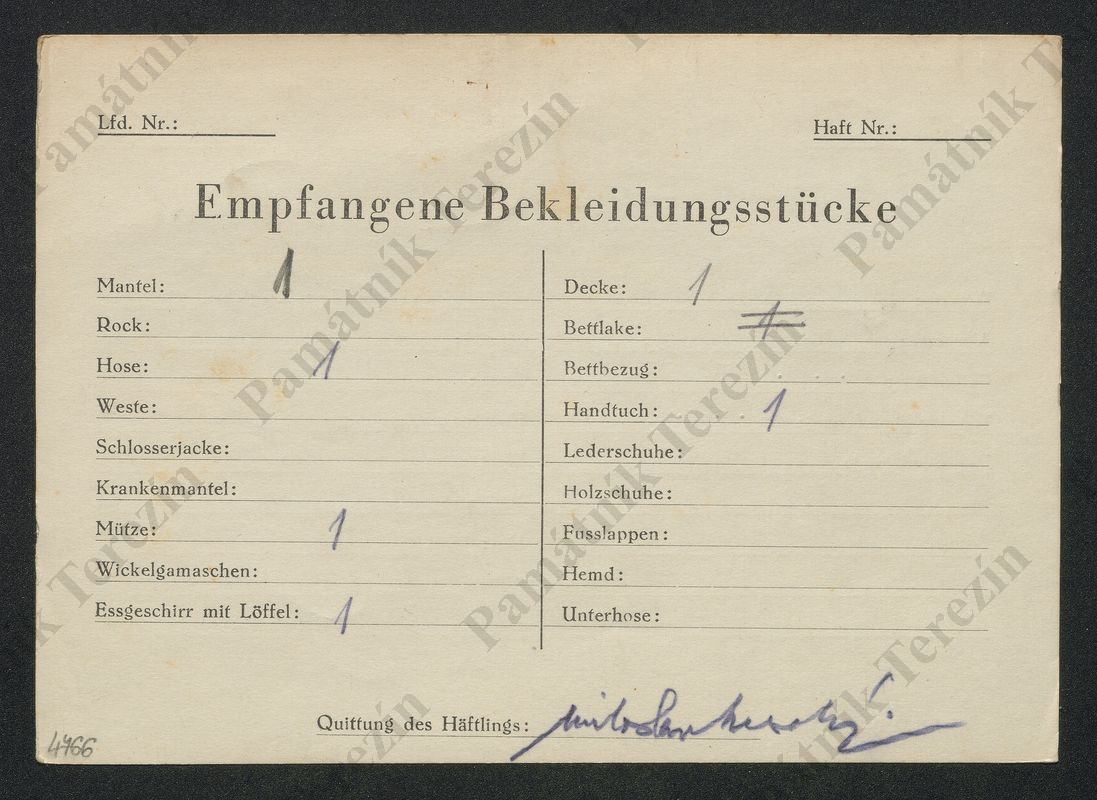 Lfd. Nr.:
Haft Nr.:
Empfangene Bekleidungsstücke
Mantel: 1
Rock:
Hose: 1
Weste:
Schlosserjacke:
Krankenmantel:
Mütze: 1
Wickelgamaschen:
Essgeschirr mit Löffel: 1
Decke: 1
Bettlake: 1
Bettbezug:
Handtuch: 1
Lederschuhe:
Holzschuhe:
Fusslappen:
Hemd:
Unterhose:
Quittung des Häftlings:
4766
Památník Terezín